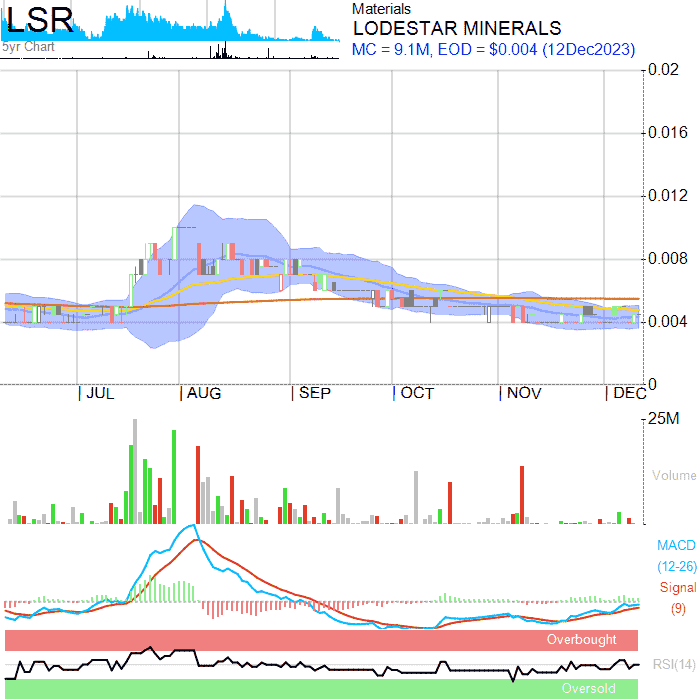 LSR
5yr Chart
Materials
LODESTAR MINERALS
MC = 9.1M, EOD = $0.004 (12Dec2023)
0.02
0.016
0.012
0.008
0.004
0
| JUL | AUG | SEP | OCT | NOV | DEC
25M
Volume
MACD
(12-26)
Signal
(9)
Overbought
RSI(14)
Oversold